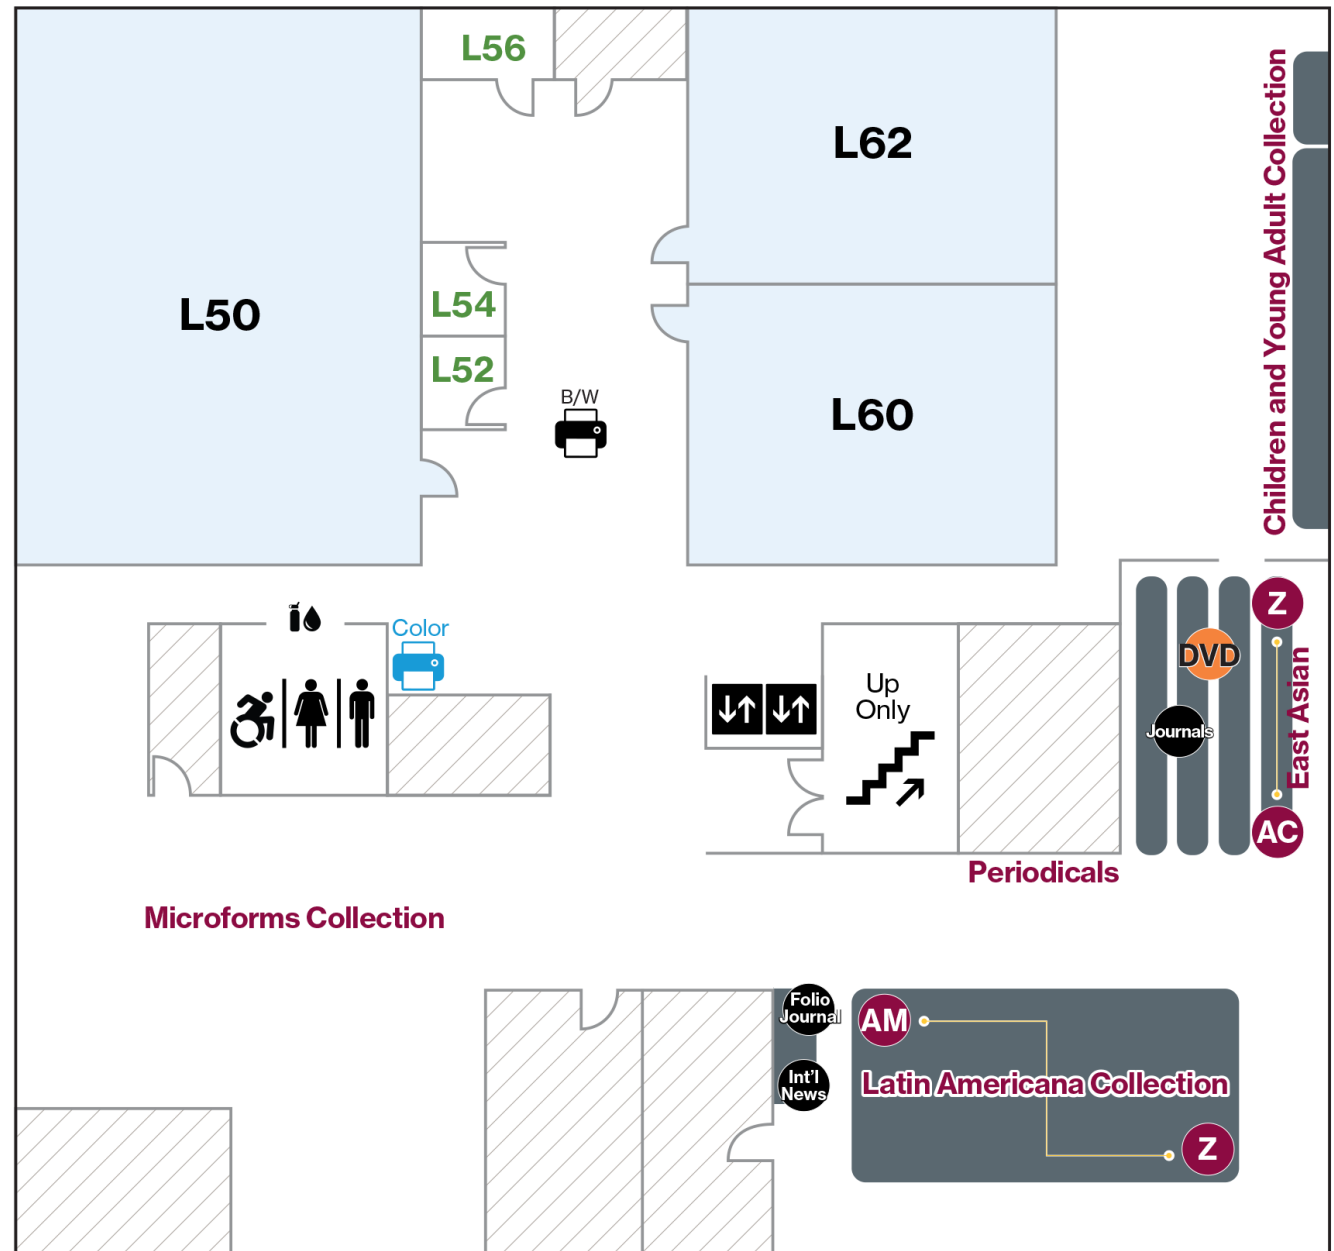 L56
L62
Children and Young Adult Collection
L50
L54
L52
B/W
L60
Color
Z
DVD
Up
Only
Journals
East Asian
AC
Periodicals
Microforms Collection
Folio
Journal
AM
Int'l
News
Latin Americana Collection
Z